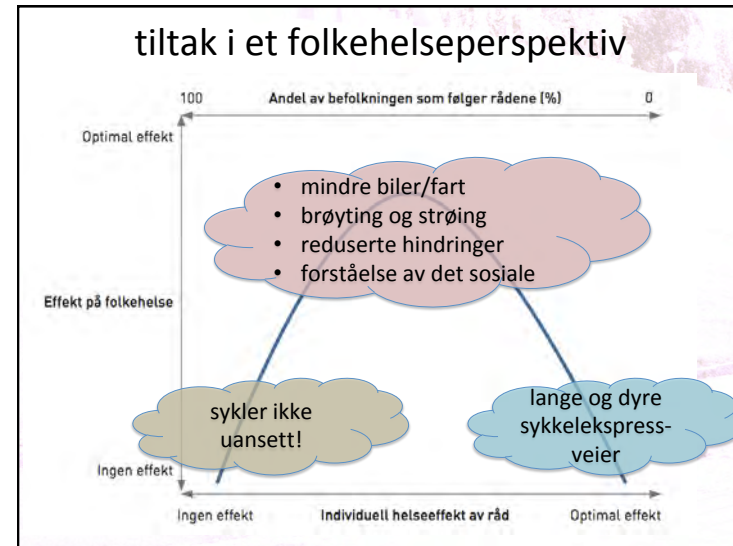 tiltak i et folkehelseperspektiv
100 Andel av befolkningen som følger rådene (%) 0
Optimal effekt
• mindre biler/fart
• brøyting og strøing
• reduserte hindringer
• forståelse av det sosiale
Effekt på folkehelse
sykler ikke
uansett!
lange og dyre
sykkelekspress-
veier
Ingen effekt
Ingen effekt Individuell helseeffekt av råd Optimal effekt